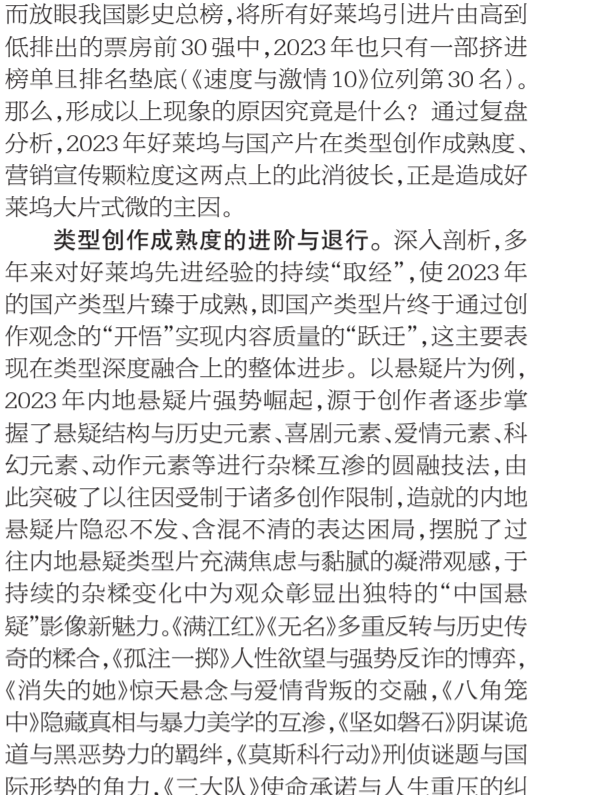 而放眼我国影史总榜，将所有好莱坞引进片由高到
低排出的票房前30强中，2023年也只有一部挤进
榜单且排名垫底（《速度与激情10》位列第30名）。
那么，形成以上现象的原因究竟是什么？通过复盘
分析，2023年好莱坞与国产片在类型创作成熟度、
营销宣传颗粒度这两点上的此消彼长，正是造成好
莱坞大片式微的主因。
类型创作成熟度的进阶与退行。深入剖析，多
年来对好莱坞先进经验的持续“取经”，使2023年
的国产类型片臻于成熟，即国产类型片终于通过创
作观念的“开悟”实现内容质量的“跃迁”，这主要表
现在类型深度融合上的整体进步。以悬疑片为例，
2023年内地悬疑片强势崛起，源于创作者逐步掌
握了悬疑结构与历史元素、喜剧元素、爱情元素、科
幻元素、动作元素等进行杂糅互渗的圆融技法，由
此突破了以往因受制于诸多创作限制，造就的内地
悬疑片隐忍不发、含混不清的表达困局，摆脱了过
往内地悬疑类型片充满焦虑与黏腻的凝滞观感，于
持续的杂糅变化中为观众彰显出独特的“中国悬
疑”影像新魅力。《满江红》《无名》多重反转与历史传
奇的糅合，《孤注一掷》人性欲望与强势反诈的博弈，
《消失的她》惊天悬念与爱情背叛的交融，《八角笼
中》隐藏真相与暴力美学的互渗，《坚如磐石》阴谋诡
道与黑恶势力的羁绊，《莫斯科行动》刑侦谜题与国
际形势的角力，《三大队》使命承诺与人生重压的纠